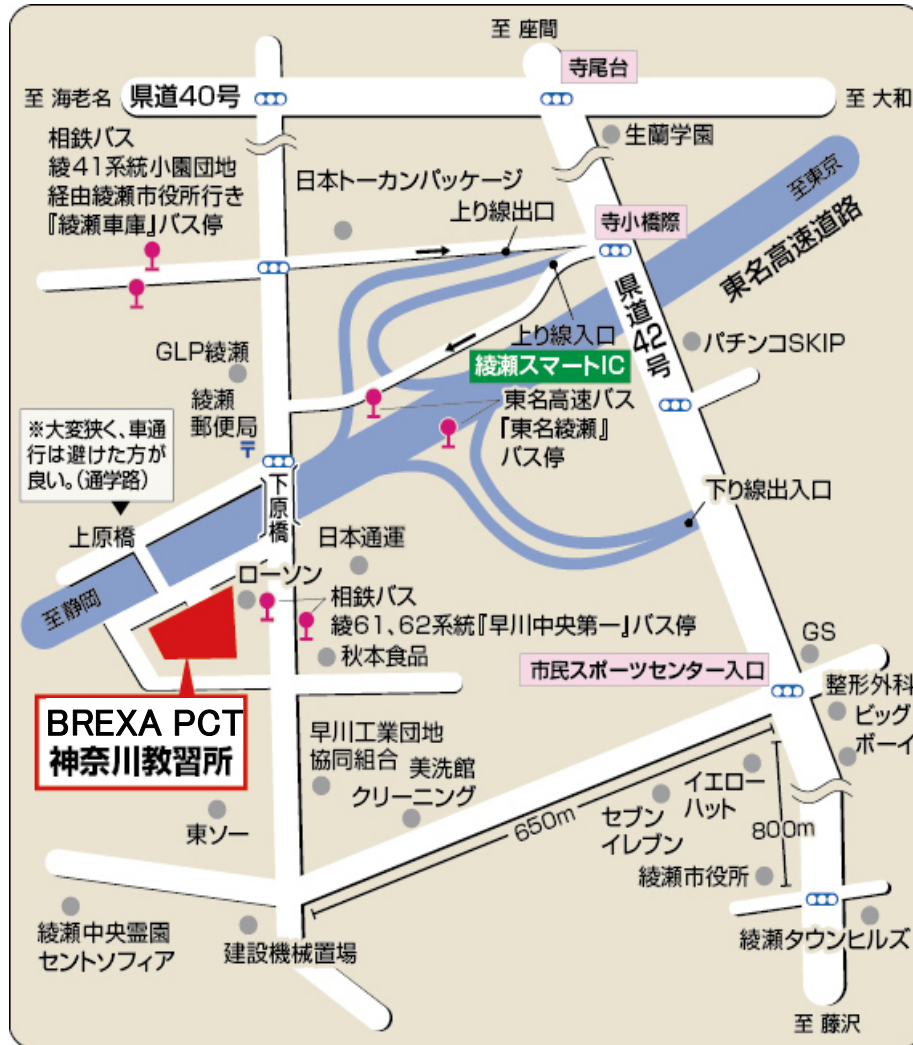 至 座間
寺尾台
至 海老名
県道40号
至 大和
相鉄バス
綾41系統小園団地
経由綾瀬市役所行き
『綾瀬車庫』バス停
生蘭学園
日本トーカンパッケージ
上り線出口
至東京
東名高速道路
寺小橋際
県道42号
上り線入口
綾瀬スマートIC
パチンコSKIP
GLP綾瀬
綾瀬
郵便局
〒
東名高速バス
『東名綾瀬』
バス停
※大変狭く、車通
行は避けた方が
良い。(通学路)
上原橋
下原橋
下り線出入口
日本通運
至静岡
ローソン
相鉄バス
綾61、62系統『早川中央第一』バス停
秋本食品
GS
市民スポーツセンター入口
整形外科
ビッグ
ボーイ
BREXA PCT
神奈川教習所
早川工業団地
協同組合
美洗館
クリーニング
イエロー
ハット
セブン
イレブン
650m
800m
東ソー
綾瀬市役所
綾瀬中央霊園
セントソフィア
建設機械置場
綾瀬タウンヒルズ
至 藤沢